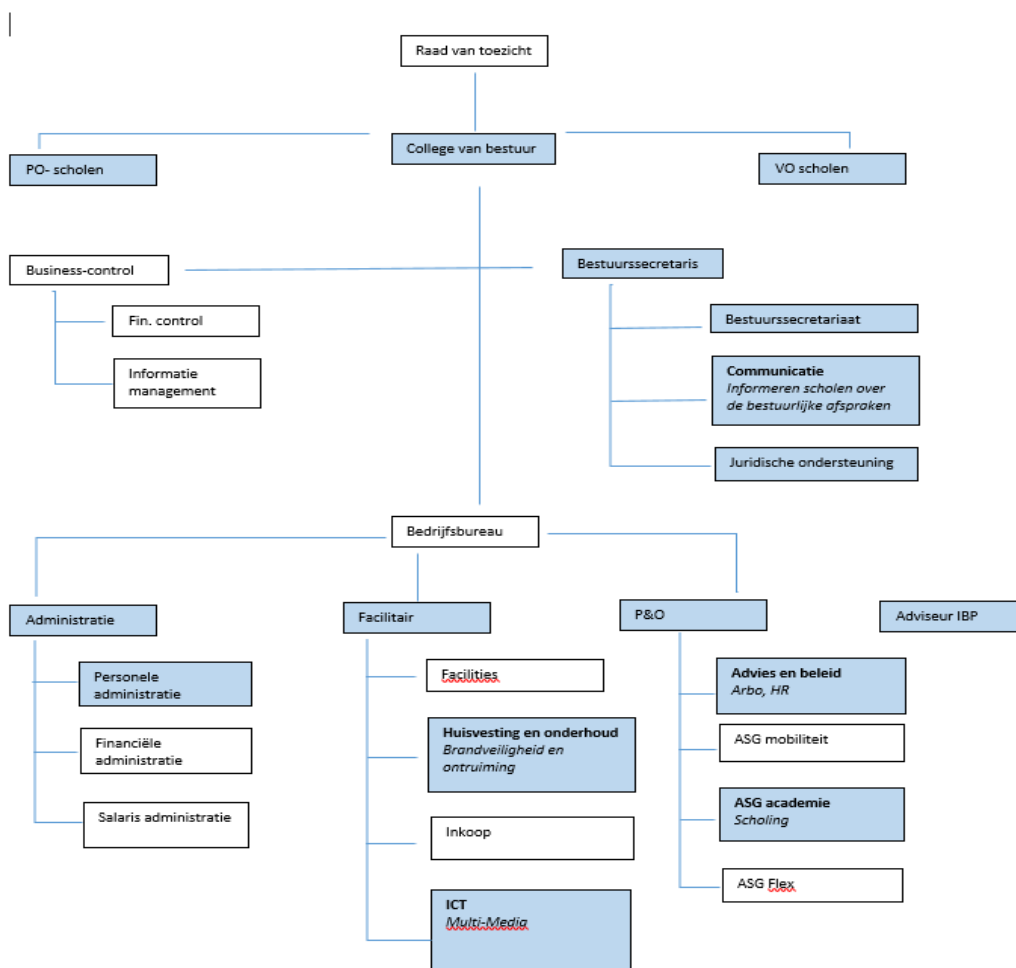 Raad van toezicht
College van bestuur
PO- scholen
VO scholen
Business-control
Bestuurssecretaris
Fin. control
Bestuurssecretariaat
Informatie
management
Communicatie
Informeren scholen over
de bestuurlijke afspraken
Juridische ondersteuning
Bedrijfsbureau
Administratie
Facilitair
P&O
Adviseur IBP
Personele
administratie
Financiële
administratie
Salaris administratie
Facilities
Huisvesting en onderhoud
Brandveiligheid en
ontruiming
Inkoop
ICT
Multi-Media
Advies en beleid
Arbo, HR
ASG mobiliteit
ASG academie
Scholing
ASG Flex